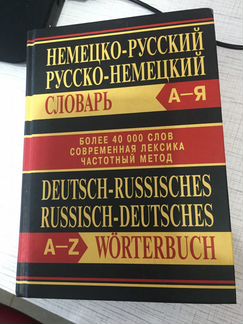 НЕМЕЦКО-РУССКИЙ
РУССКО-НЕМЕЦКИЙ
СЛОВАРЬ А–Я
БОЛЕЕ 40 000 СЛОВ
СОВРЕМЕННАЯ ЛЕКСИКА
ЧАСТОТНЫЙ МЕТОД
DEUTSCH-RUSSISCHES
RUSSISCH-DEUTSCHES
A–Z WÖRTERBUCH